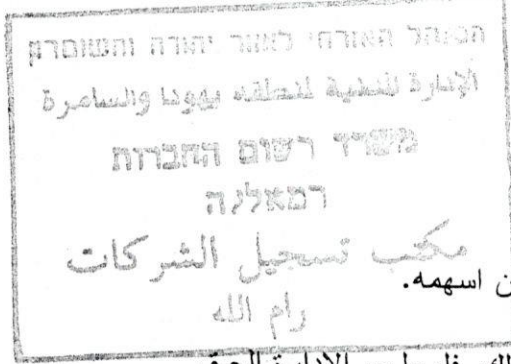 המנהל האזרחי לאזור יהודה והשומרון
الإدارة المدنية لمنطقة يهودا والسامرة
משרד רשום החברות
רמאללה
مكتب تسجيل الشركات
رام الله
ن اسهمه.